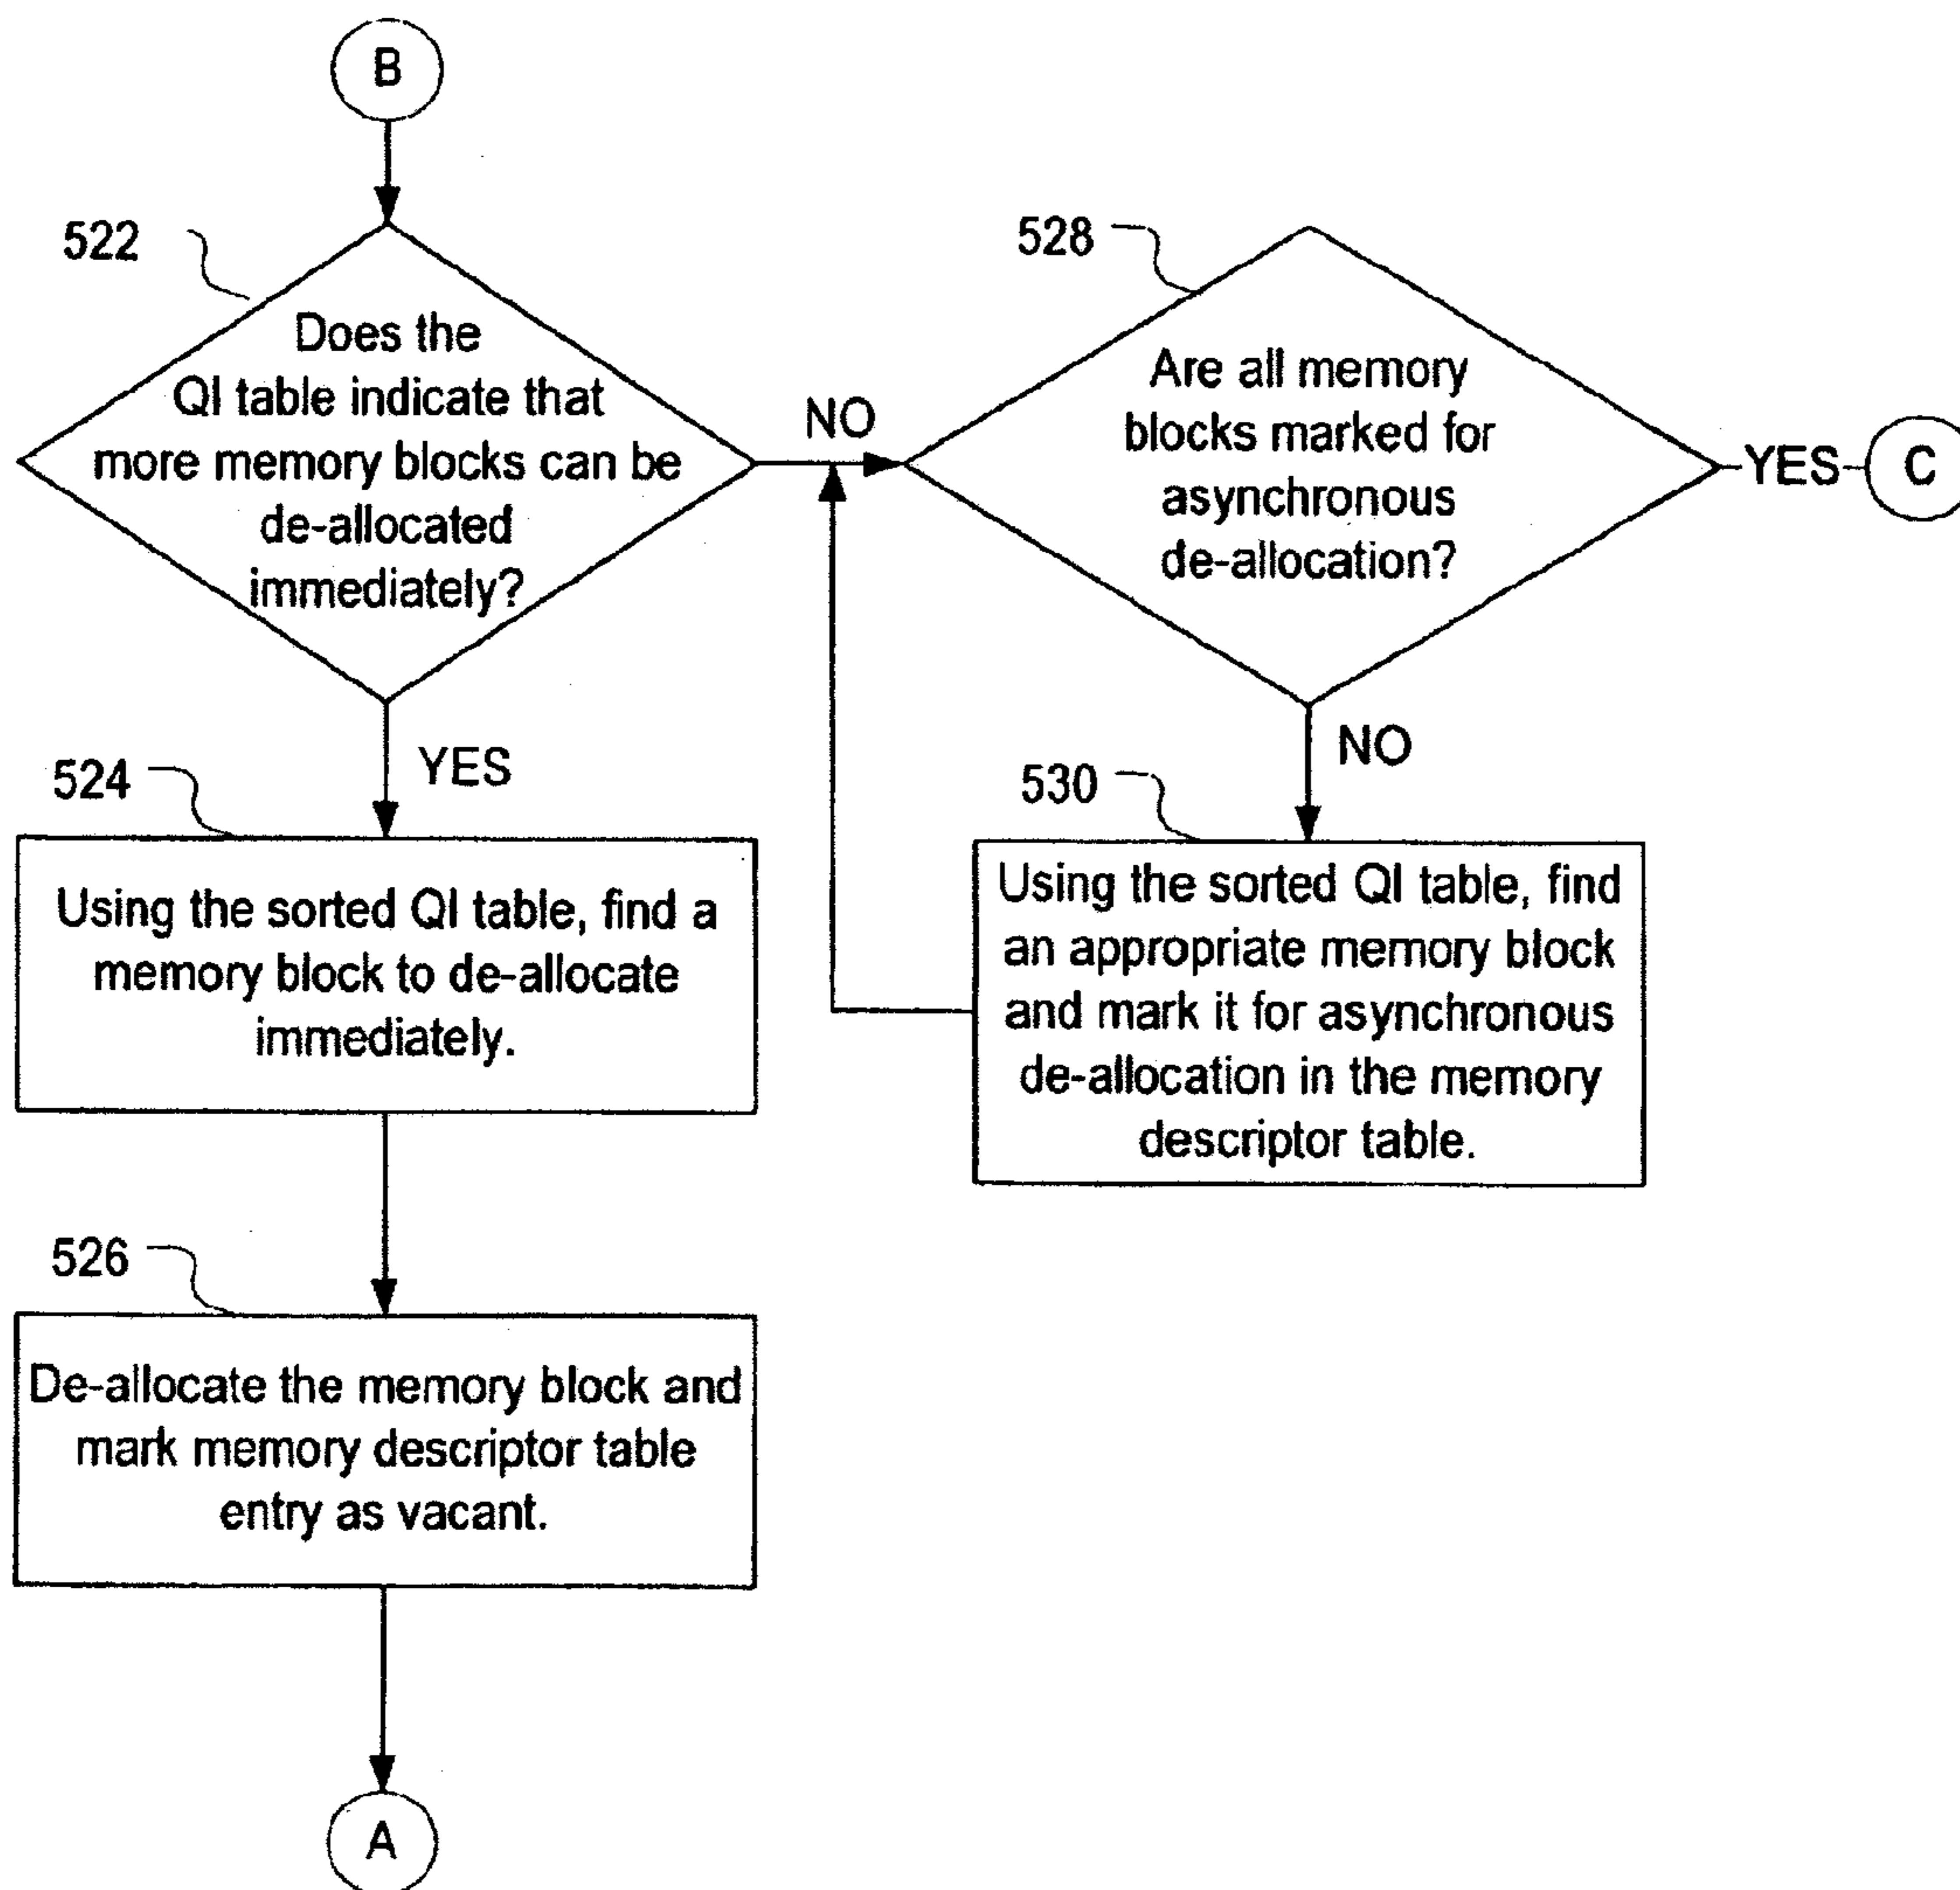 B
522
Does the
QI table indicate that
more memory blocks can be
de-allocated
immediately?
NO
528
Are all memory
blocks marked for
asynchronous
de-allocation?
YES
C
YES
524
Using the sorted QI table, find a
memory block to de-allocate
immediately.
NO
530
Using the sorted QI table, find
an appropriate memory block
and mark it for asynchronous
de-allocation in the memory
descriptor table.
526
De-allocate the memory block and
mark memory descriptor table
entry as vacant.
A